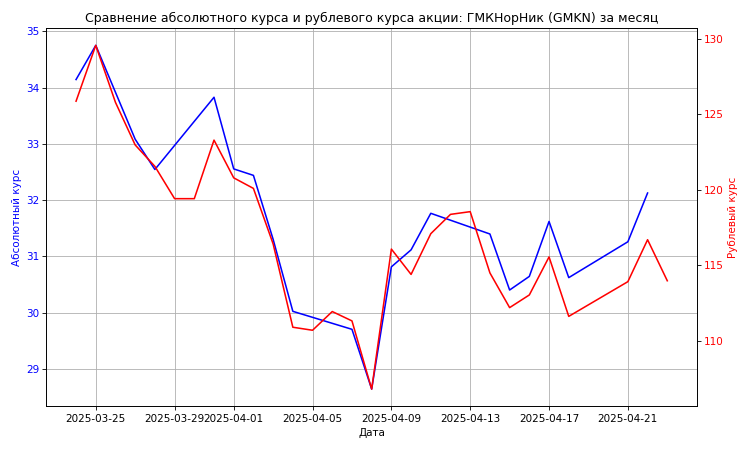 Сравнение абсолютного курса и рублевого курса акции: ГМКНорНик (GMKN) за месяц
35
34
33
32
31
30
29
Абсолютный курс
130
125
120
115
110
Рублевый курс
2025-03-25 2025-03-29 2025-04-01 2025-04-05 2025-04-09 2025-04-13 2025-04-17 2025-04-21
Дата